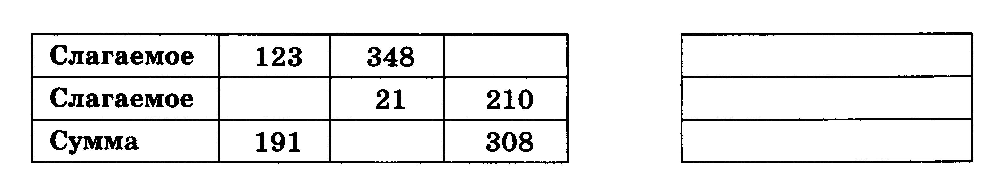 Слагаемое 123 348
Слагаемое 21 210
Сумма 191 308